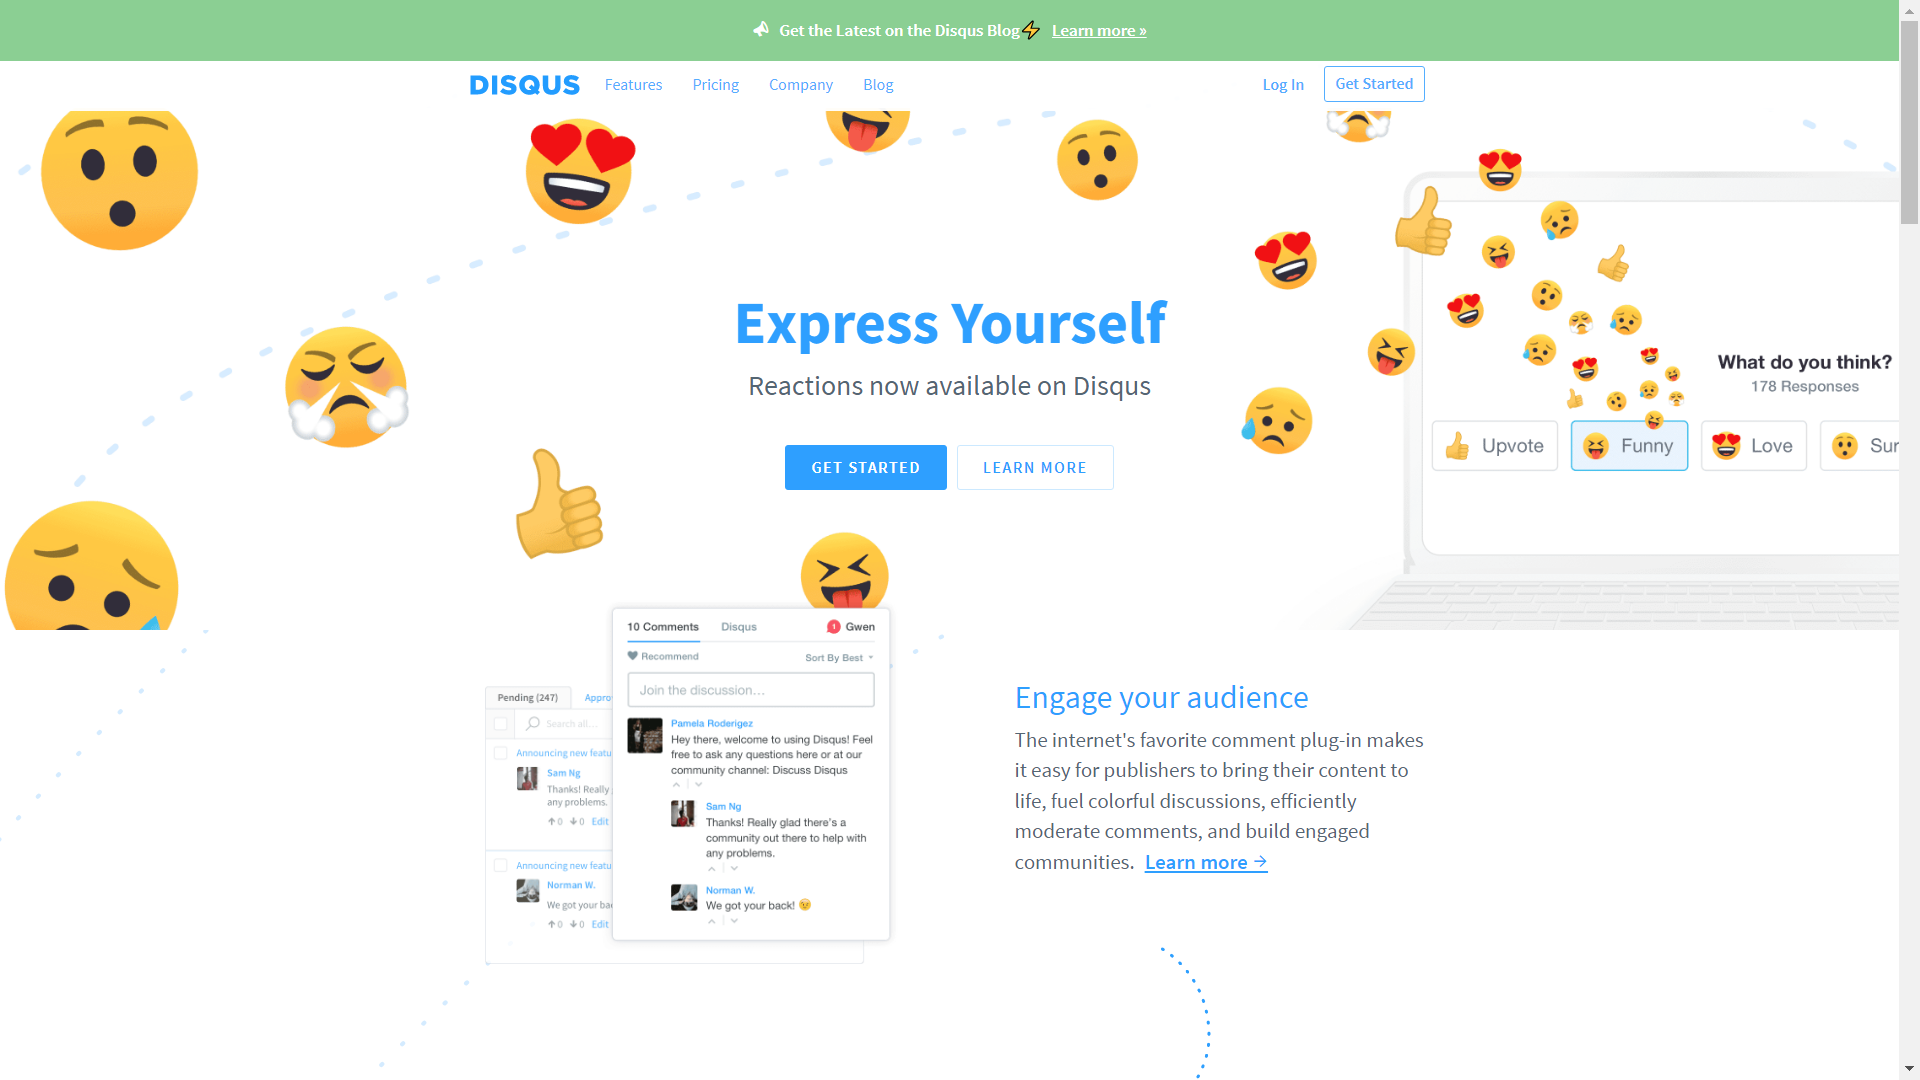 Get the Latest on the Disqus Blog⚡ Learn more »
DISQUS Features Pricing Company Blog Log In Get Started
Express Yourself
Reactions now available on Disqus
GET STARTED LEARN MORE
What do you think?
178 Responses
Upvote Funny Love Sur
10 Comments Disqus 1 Gwen
Recommend Sort By Best
Join the discussion...
Pamela Roderigez
Hey there, welcome to using Disqus! Feel
free to ask any questions here or at our
community channel: Discuss Disqus
Sam Ng
Thanks! Really glad there's a
community out there to help with
any problems.
Norman W.
We got your back! 😉
Pending (247) Appro
Search all...
Announcing new featu
Sam Ng
Thanks! Really
any problems.
0 0 Edit
Announcing new featu
Norman W.
We got your ba
0 0 Edit
Engage your audience
The internet's favorite comment plug-in makes
it easy for publishers to bring their content to
life, fuel colorful discussions, efficiently
moderate comments, and build engaged
communities. Learn more →